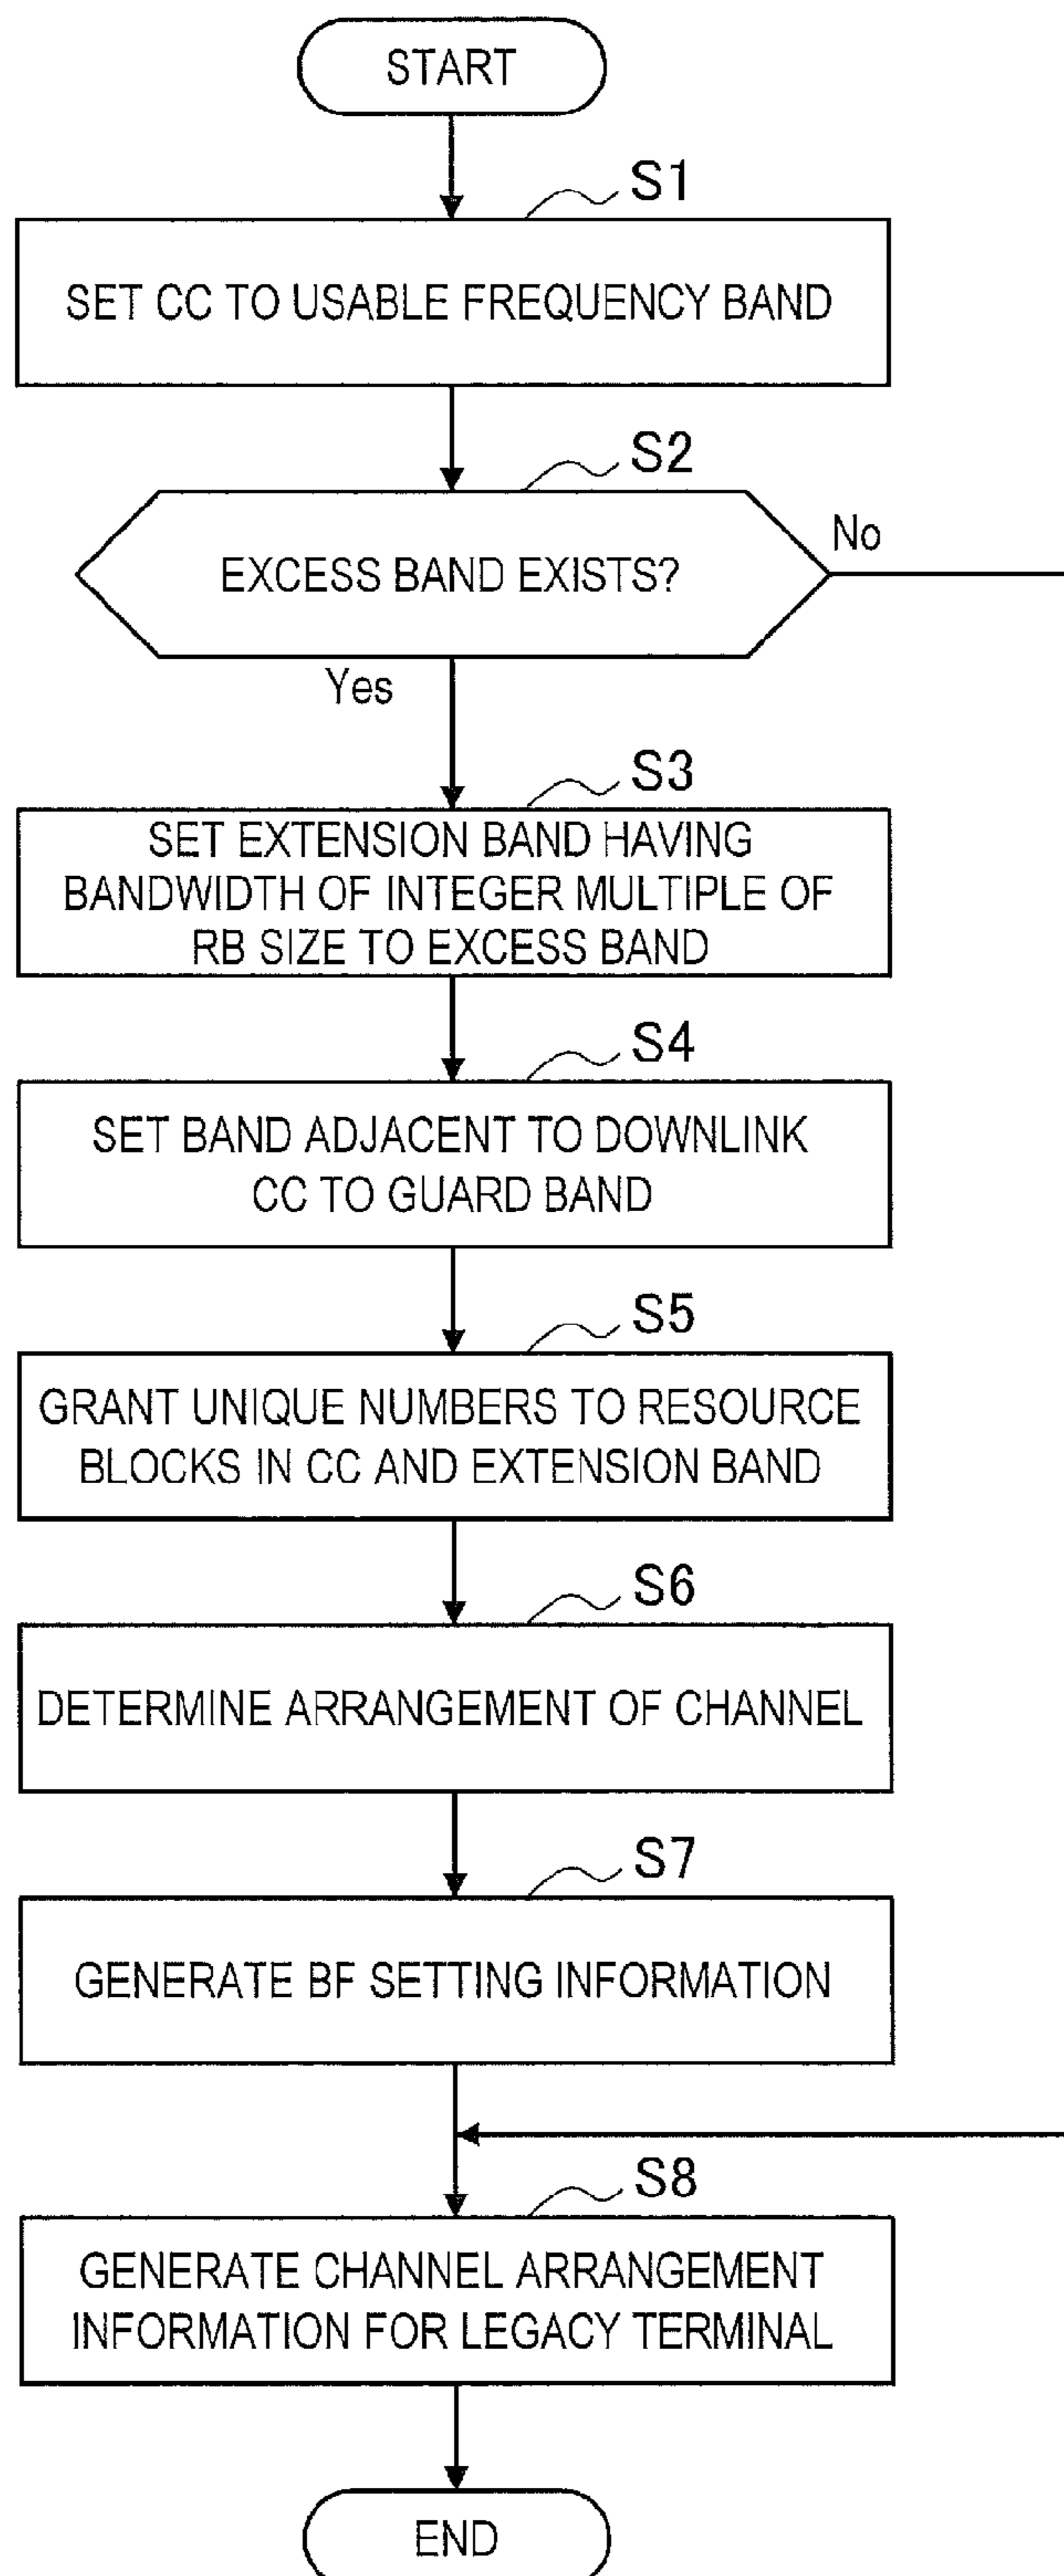 START
S1
SET CC TO USABLE FREQUENCY BAND
S2
EXCESS BAND EXISTS?
No
Yes
S3
SET EXTENSION BAND HAVING
BANDWIDTH OF INTEGER MULTIPLE OF
RB SIZE TO EXCESS BAND
S4
SET BAND ADJACENT TO DOWNLINK
CC TO GUARD BAND
S5
GRANT UNIQUE NUMBERS TO RESOURCE
BLOCKS IN CC AND EXTENSION BAND
S6
DETERMINE ARRANGEMENT OF CHANNEL
S7
GENERATE BF SETTING INFORMATION
S8
GENERATE CHANNEL ARRANGEMENT
INFORMATION FOR LEGACY TERMINAL
END